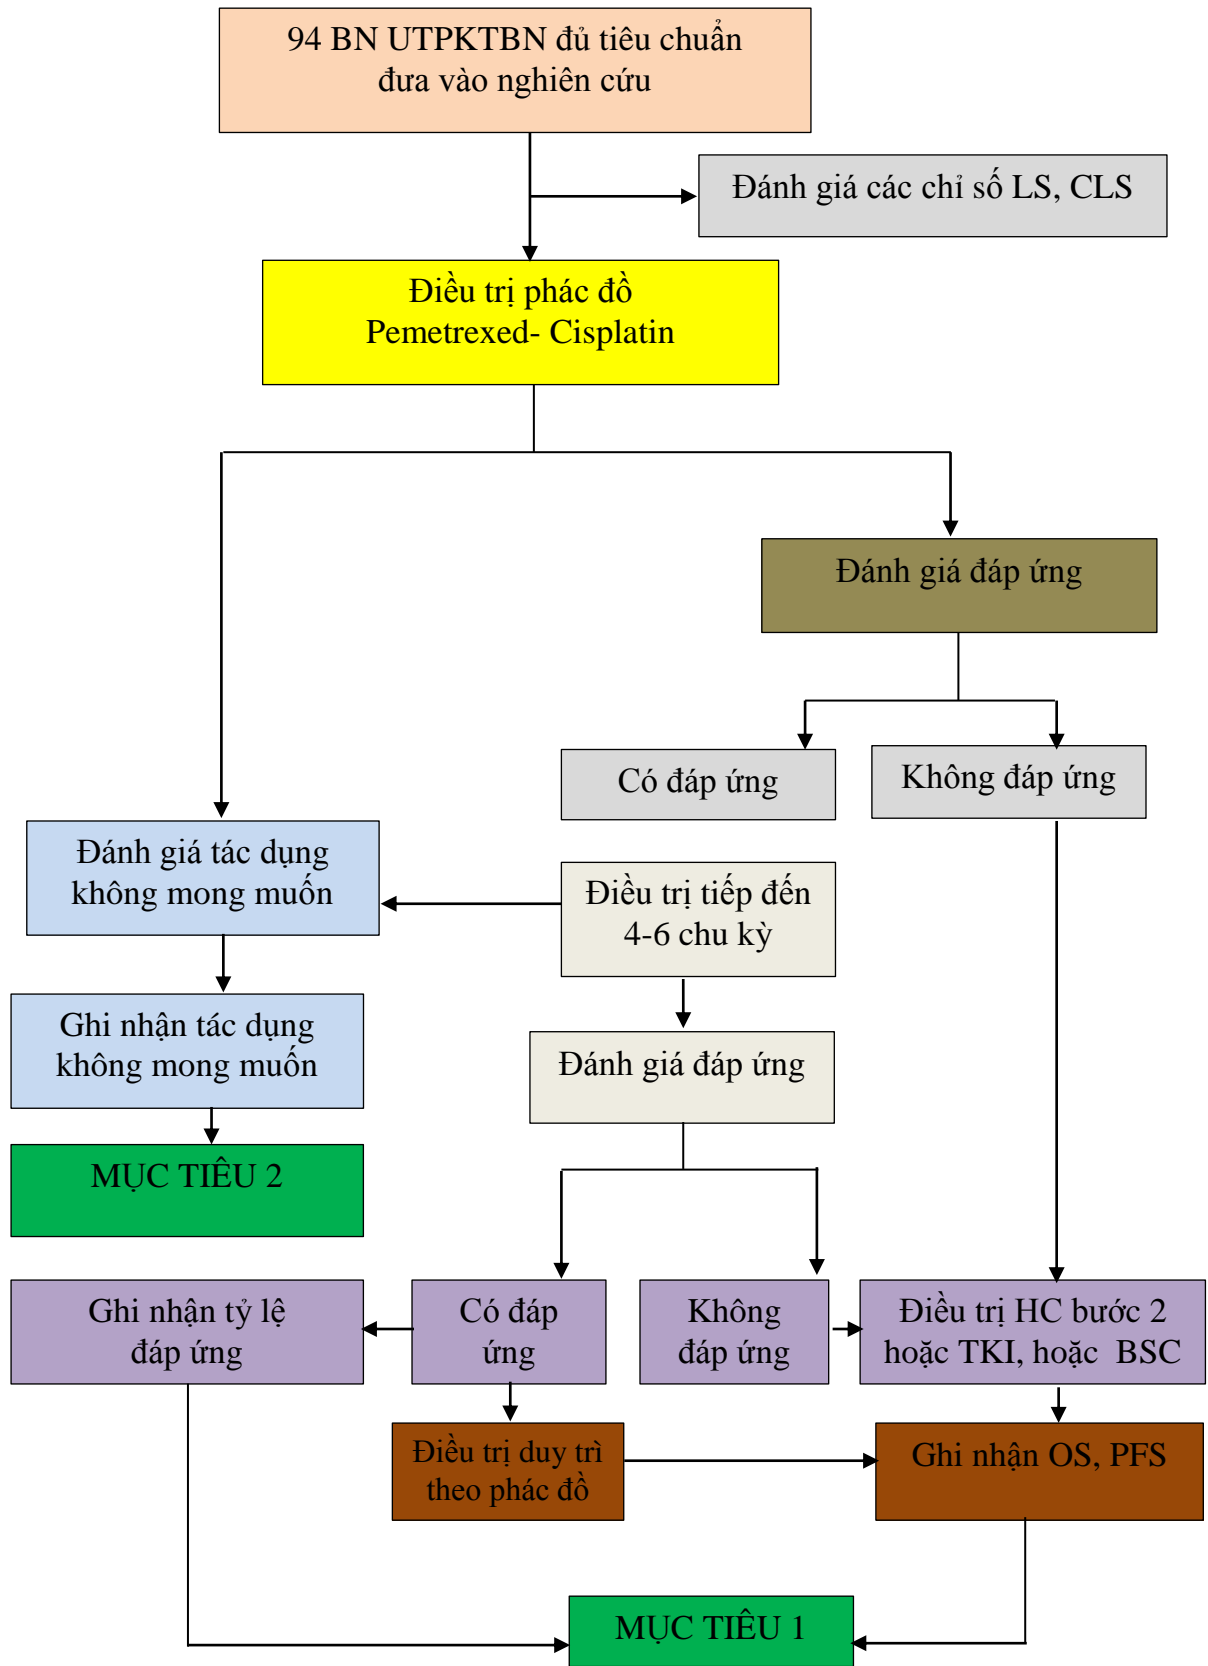 94 BN UTPKTBN đủ tiêu chuẩn
đưa vào nghiên cứu
Đánh giá các chỉ số LS, CLS
Điều trị phác đồ
Pemetrexed- Cisplatin
Đánh giá đáp ứng
Có đáp ứng
Không đáp ứng
Đánh giá tác dụng
không mong muốn
Điều trị tiếp đến
4-6 chu kỳ
Ghi nhận tác dụng
không mong muốn
Đánh giá đáp ứng
MỤC TIÊU 2
Ghi nhận tỷ lệ
đáp ứng
Có đáp
ứng
Không
đáp ứng
Điều trị HC bước 2
hoặc TKI, hoặc BSC
Điều trị duy trì
theo phác đồ
Ghi nhận OS, PFS
MỤC TIÊU 1